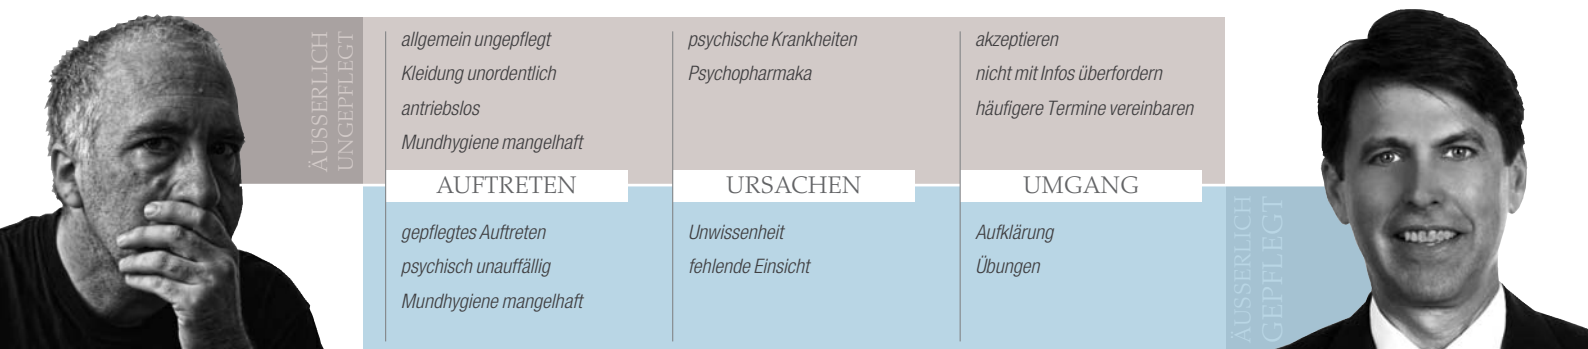 ÄUSSERLICH
UNGEPFLEGT
allgemein ungepflegt
Kleidung unordentlich
antriebslos
Mundhygiene mangelhaft
psychische Krankheiten
Psychopharmaka
akzeptieren
nicht mit Infos überfordern
häufigere Termine vereinbaren
AUFTRETEN
URSACHEN
UMGANG
gepflegtes Auftreten
psychisch unauffällig
Mundhygiene mangelhaft
Unwissenheit
fehlende Einsicht
Aufklärung
Übungen
ÄUSSERLICH
GEPFLEGT